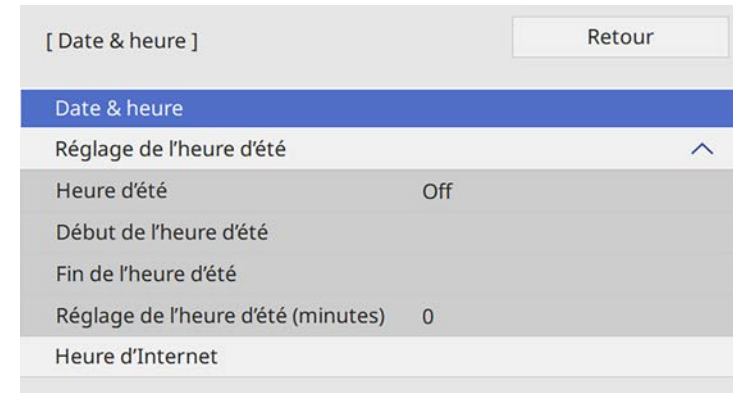 [ Date & heure ]
Retour
Date & heure
Réglage de l’heure d’été
Heure d’été Off
Début de l’heure d’été
Fin de l’heure d’été
Réglage de l’heure d’été (minutes) 0
Heure d’Internet